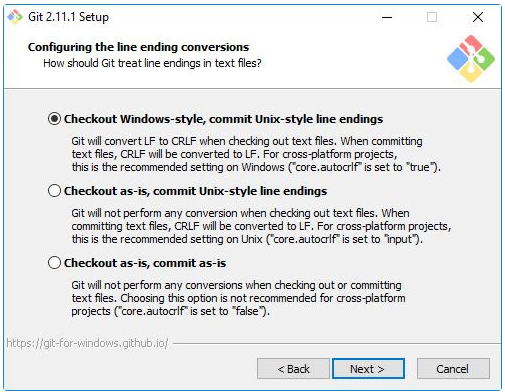 Git 2.11.1 Setup
Configuring the line ending conversions
How should Git treat line endings in text files?
Checkout Windows-style, commit Unix-style line endings
Git will convert LF to CRLF when checking out text files. When committing
text files, CRLF will be converted to LF. For cross-platform projects,
this is the recommended setting on Windows ("core.autocrlf" is set to "true").
Checkout as-is, commit Unix-style line endings
Git will not perform any conversion when checking out text files. When
committing text files, CRLF will be converted to LF. For cross-platform projects,
this is the recommended setting on Unix ("core.autocrlf" is set to "input").
Checkout as-is, commit as-is
Git will not perform any conversions when checking out or committing
text files. Choosing this option is not recommended for cross-platform
projects ("core.autocrlf" is set to "false").
https://git-for-windows.github.io/
< Back
Next >
Cancel